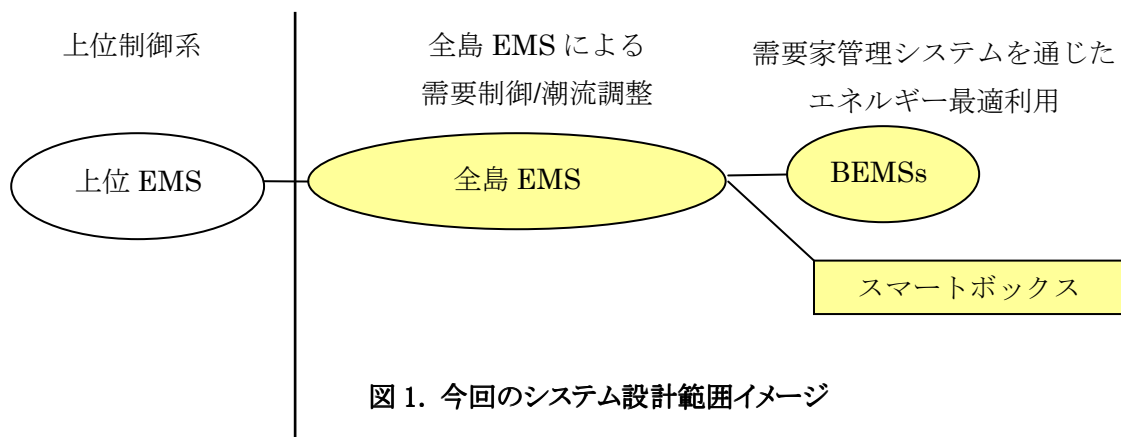 上位制御系
全島 EMS による
需要制御/潮流調整
需要家管理システムを通じた
エネルギー最適利用
上位 EMS
全島 EMS
BEMSs
スマートボックス
図 1. 今回のシステム設計範囲イメージ